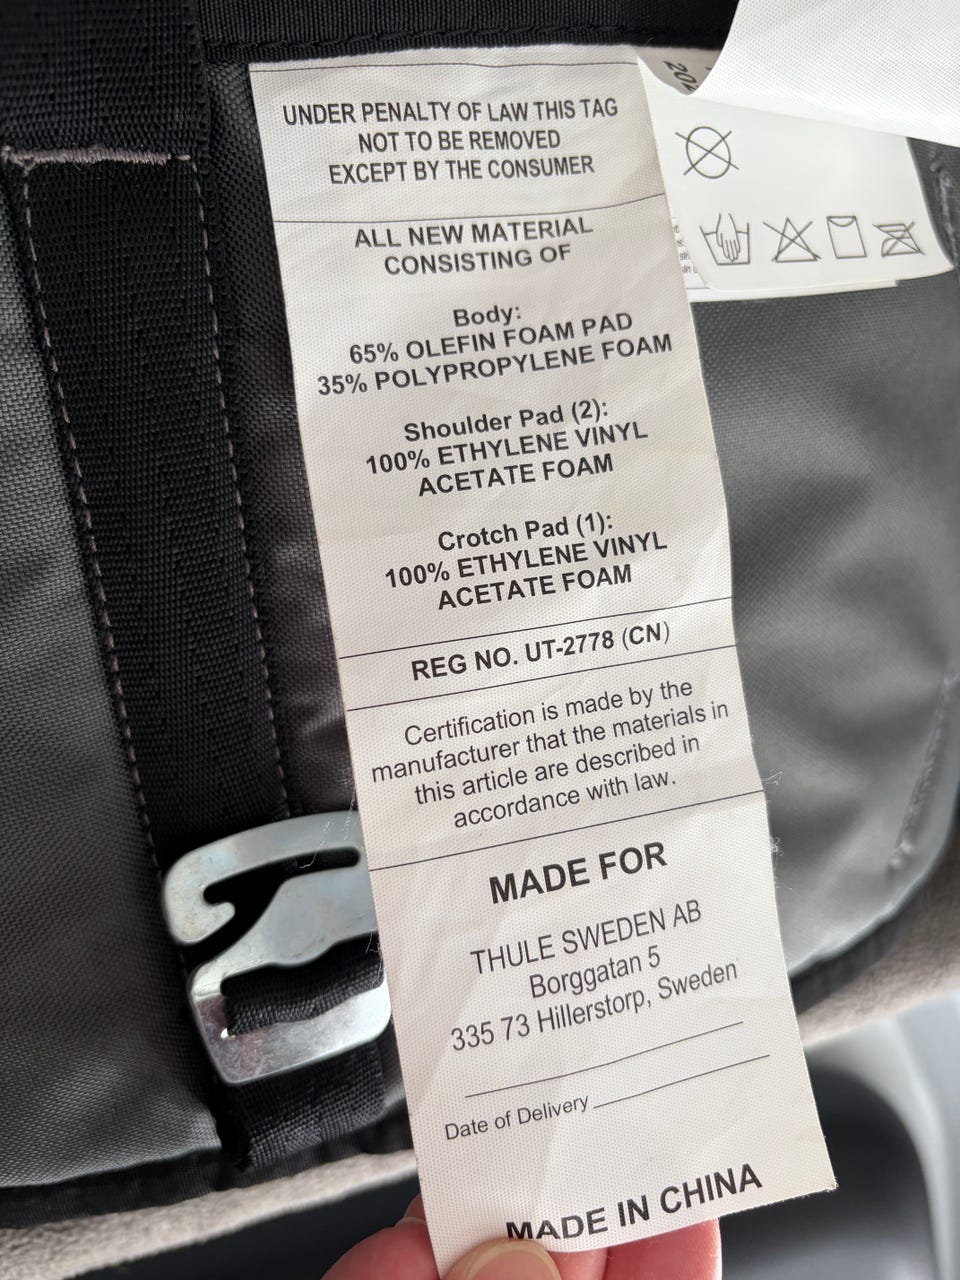 UNDER PENALTY OF LAW THIS TAG
NOT TO BE REMOVED
EXCEPT BY THE CONSUMER
ALL NEW MATERIAL
CONSISTING OF
Body:
65% OLEFIN FOAM PAD
35% POLYPROPYLENE FOAM
Shoulder Pad (2):
100% ETHYLENE VINYL
ACETATE FOAM
Crotch Pad (1):
100% ETHYLENE VINYL
ACETATE FOAM
REG NO. UT-2778 (CN)
Certification is made by the
manufacturer that the materials in
this article are described in
accordance with law.
MADE FOR
THULE SWEDEN AB
Borggatan 5
335 73 Hillerstorp, Sweden
Date of Delivery
MADE IN CHINA